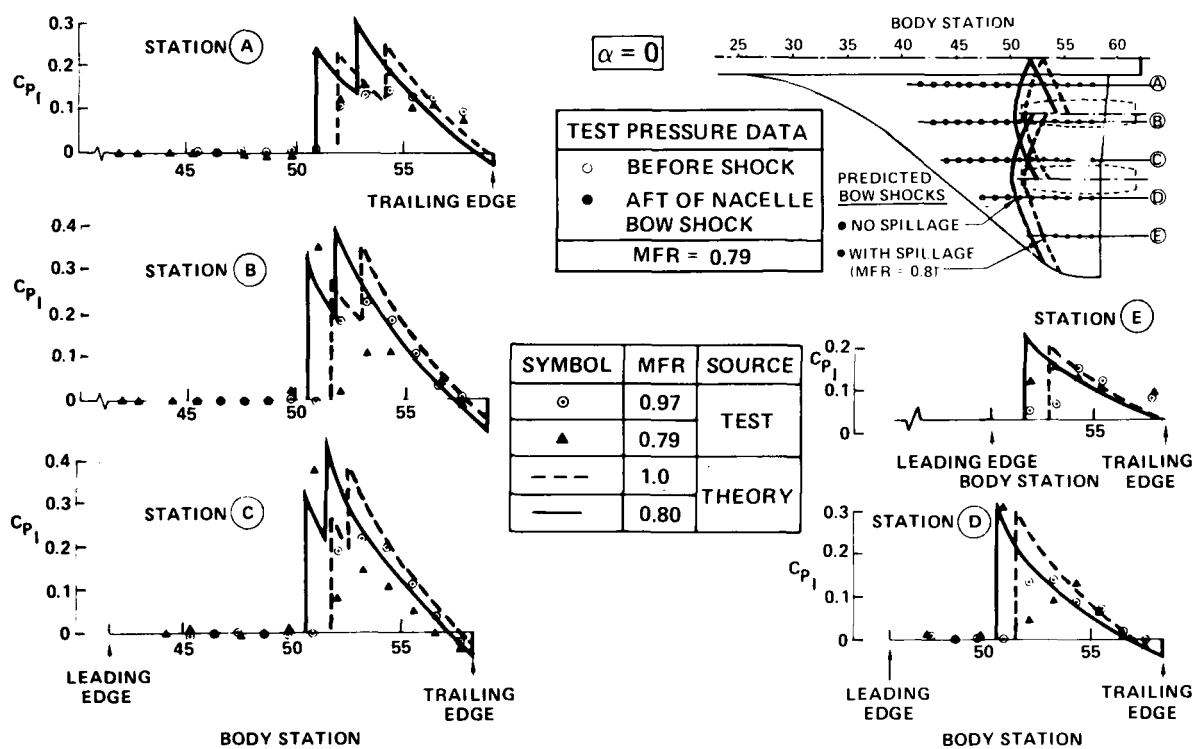 STATION A
0.3
0.2
0.1
0
C P I
45
50
55
TRAILING EDGE
α = 0
BODY STATION
25 30 35 40 45 50 55 60
A
B
C
D
E
PREDICTED
BOW SHOCKS
● NO SPILLAGE
● WITH SPILLAGE
(MFR = 0.8)
TEST PRESSURE DATA
○ BEFORE SHOCK
● AFT OF NACELLE
BOW SHOCK
MFR = 0.79
STATION B
0.4
0.3
0.2
0.1
0
C P I
45
50
55
SYMBOL MFR SOURCE
⊙ 0.97 TEST
▲ 0.79
1.0 THEORY
0.80
STATION E
0.2
0.1
0
C P I
55
LEADING EDGE
TRAILING
EDGE
BODY STATION
STATION C
0.4
0.3
0.2
0.1
0
C P I
45
50
55
LEADING
EDGE
TRAILING
EDGE
BODY STATION
STATION D
0.3
0.2
0.1
0
C P I
50
55
LEADING
EDGE
TRAILING
EDGE
BODY STATION